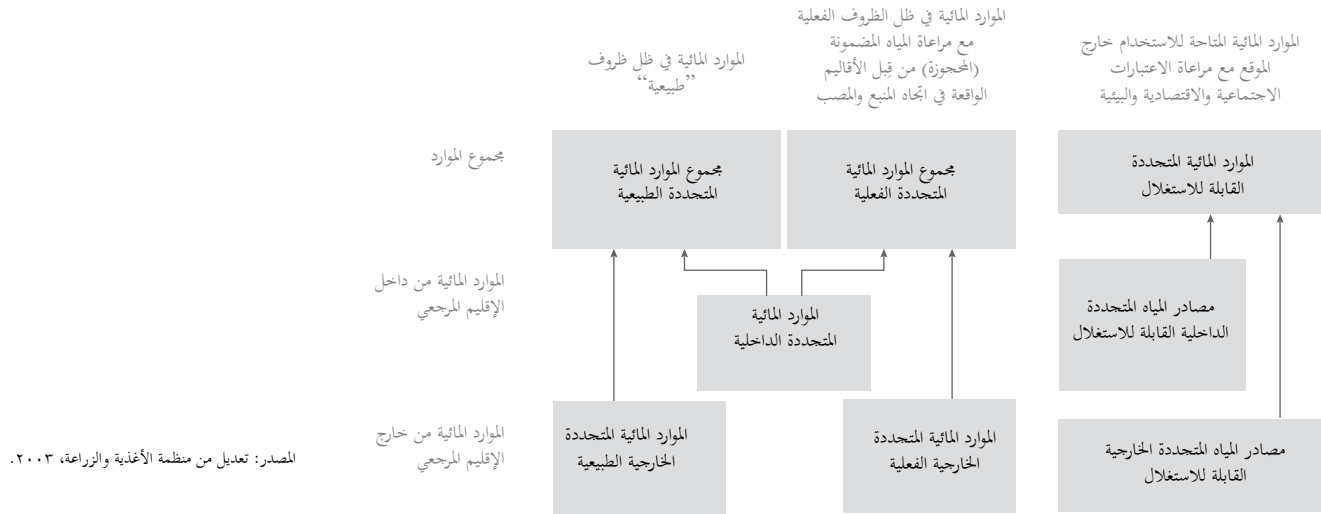 الموارد المائية المتاحة للاستخدام خارج
الموقع مع مراعاة الاعتبارات
الاجتماعية والاقتصادية والبيئية
الموارد المائية في ظل الظروف الفعلية
مع مراعاة المياه المضمونة
(المحجوزة) من قِبل الأقاليم
الواقعة في اتجاه المنبع والمصب
الموارد المائية في ظل ظروف
”طبيعية“
مجموع الموارد
الموارد المائية المتجددة
القابلة للاستغلال
مجموع الموارد المائية
المتجددة الفعلية
مجموع الموارد المائية
المتجددة الطبيعية
الموارد المائية من داخل
الإقليم المرجعي
مصادر المياه المتجددة
الداخلية القابلة للاستغلال
الموارد المائية
المتجددة الداخلية
الموارد المائية من خارج
الإقليم المرجعي
مصادر المياه المتجددة الخارجية
القابلة للاستغلال
الموارد المائية المتجددة
الخارجية الفعلية
الموارد المائية المتجددة
الخارجية الطبيعية
المصدر: تعديل من منظمة الأغذية والزراعة، ٢٠٠٣.